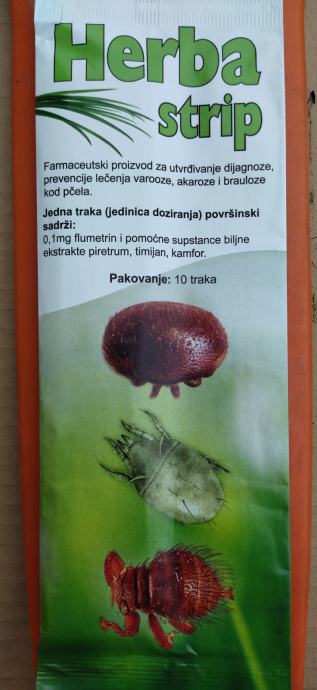 Herba
strip
Farmaceutski proizvod za utvrđivanje dijagnoze,
prevencije lečenja varooze, akaroze i brauloze
kod pčela.
Jedna traka (jedinica doziranja) površinski
sadrži:
0,1mg flumetrin i pomoćne supstance biljne
ekstrakte piretrum, timijan, kamfor.
Pakovanje: 10 traka